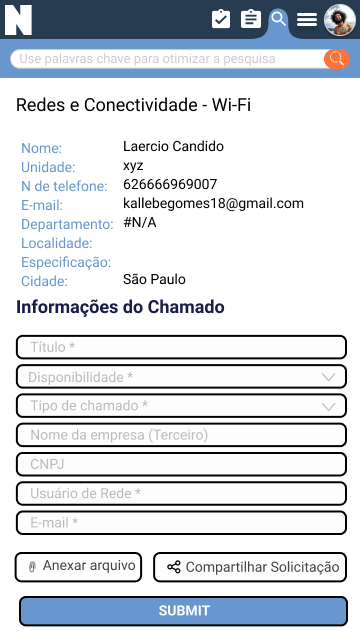 N
Use palavras chave para otimizar a pesquisa
Redes e Conectividade - Wi-Fi
Nome: Laercio Candido
Unidade: xyz
N de telefone: 626666969007
E-mail: kallebegomes18@gmail.com
Departamento: #N/A
Localidade:
Especificação:
Cidade: São Paulo
Informações do Chamado
Título *
Disponibilidade *
Tipo de chamado *
Nome da empresa (Terceiro)
CNPJ
Usuário de Rede *
E-mail *
Anexar arquivo Compartilhar Solicitação
SUBMIT